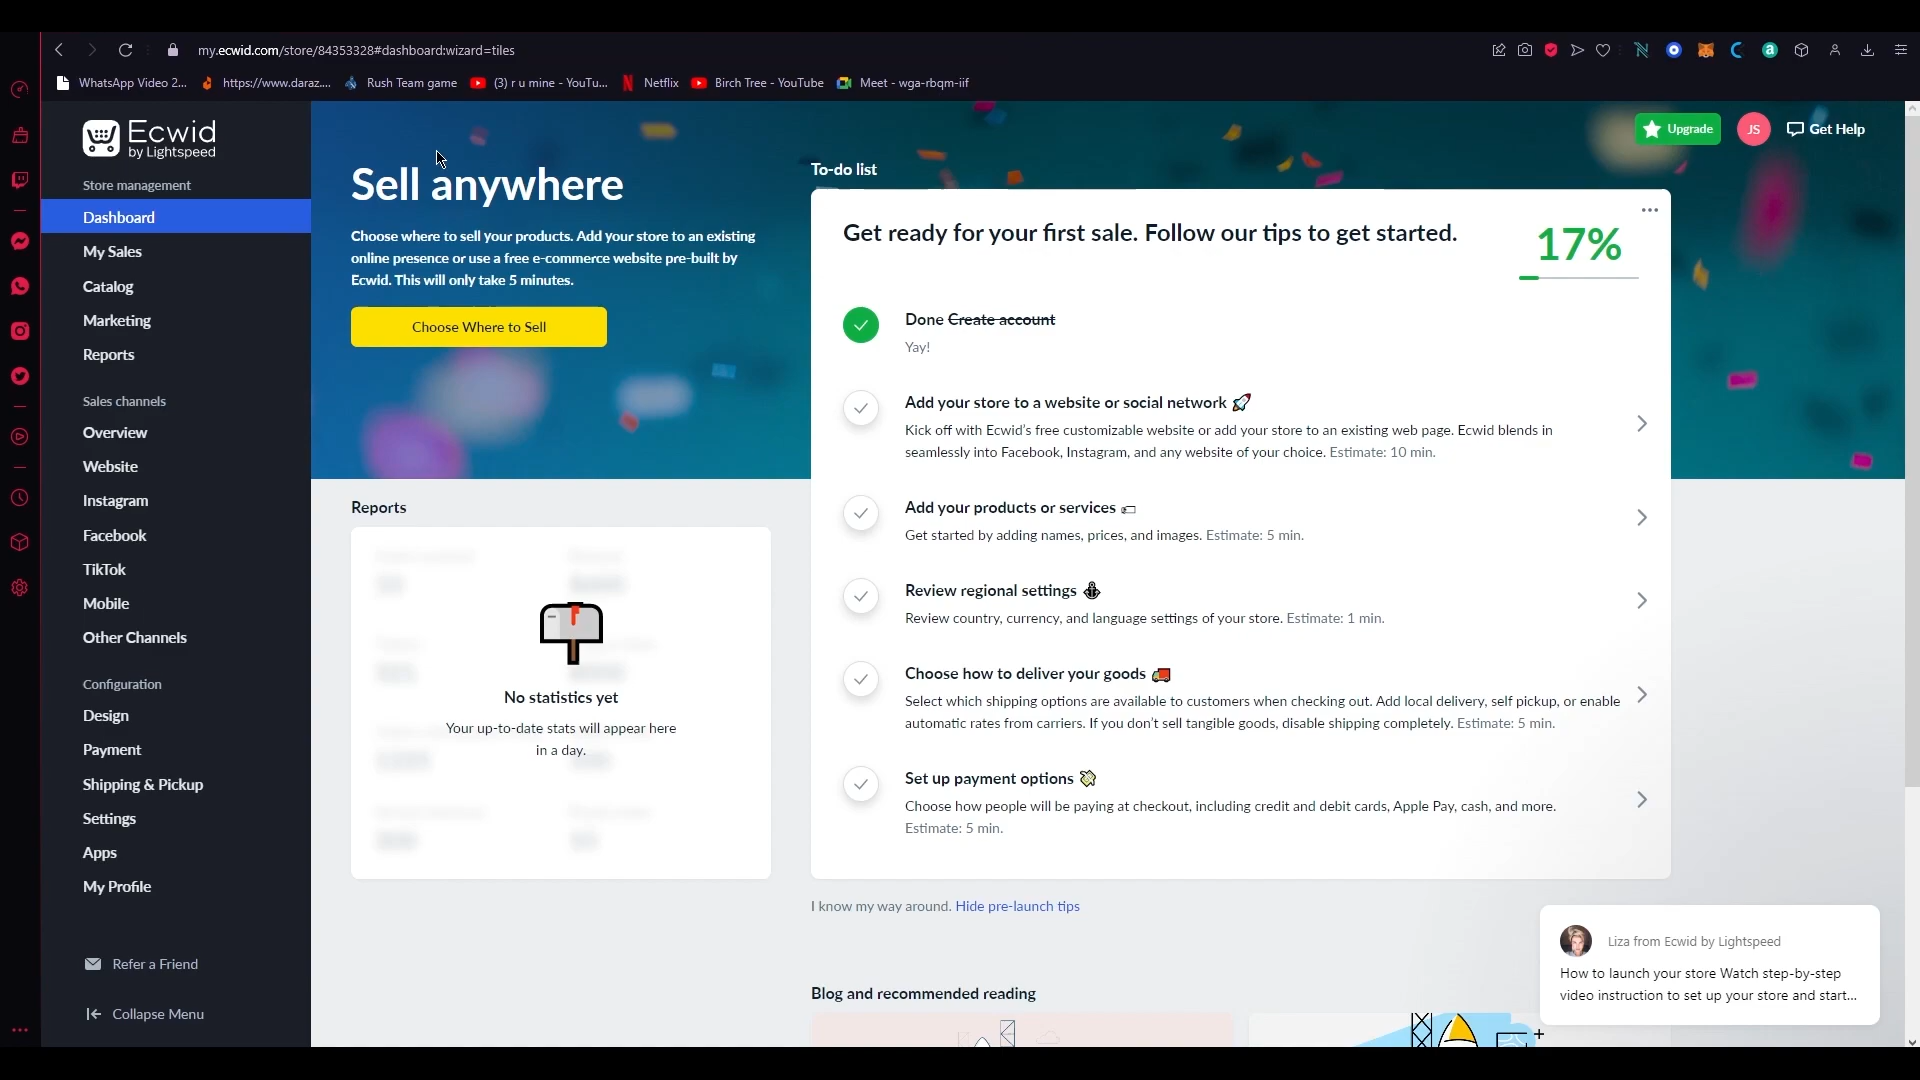 my.ecwid.com/store/84353328#dashboard:wizard=tiles
WhatsApp Video 2...
https://www.daraz....
Rush Team game
(3) r u mine - YouTu...
Netflix
Birch Tree - YouTube
Meet - wga-rbqm-iif
Ecwid
by Lightspeed
Store management
Dashboard
My Sales
Catalog
Marketing
Reports
Sales channels
Overview
Website
Instagram
Facebook
TikTok
Mobile
Other Channels
Configuration
Design
Payment
Shipping & Pickup
Settings
Apps
My Profile
Refer a Friend
Collapse Menu
Sell anywhere
Choose where to sell your products. Add your store to an existing
online presence or use a free e-commerce website pre-built by
Ecwid. This will only take 5 minutes.
Choose Where to Sell
Reports
No statistics yet
Your up-to-date stats will appear here
in a day.
Upgrade
JS
Get Help
To-do list
Get ready for your first sale. Follow our tips to get started.
17%
Done Create account
Yay!
Add your store to a website or social network
Kick off with Ecwid's free customizable website or add your store to an existing web page. Ecwid blends in
seamlessly into Facebook, Instagram, and any website of your choice. Estimate: 10 min.
Add your products or services
Get started by adding names, prices, and images. Estimate: 5 min.
Review regional settings
Review country, currency, and language settings of your store. Estimate: 1 min.
Choose how to deliver your goods
Select which shipping options are available to customers when checking out. Add local delivery, self pickup, or enable
automatic rates from carriers. If you don't sell tangible goods, disable shipping completely. Estimate: 5 min.
Set up payment options
Choose how people will be paying at checkout, including credit and debit cards, Apple Pay, cash, and more.
Estimate: 5 min.
I know my way around. Hide pre-launch tips
Blog and recommended reading
Liza from Ecwid by Lightspeed
How to launch your store Watch step-by-step
video instruction to set up your store and start...